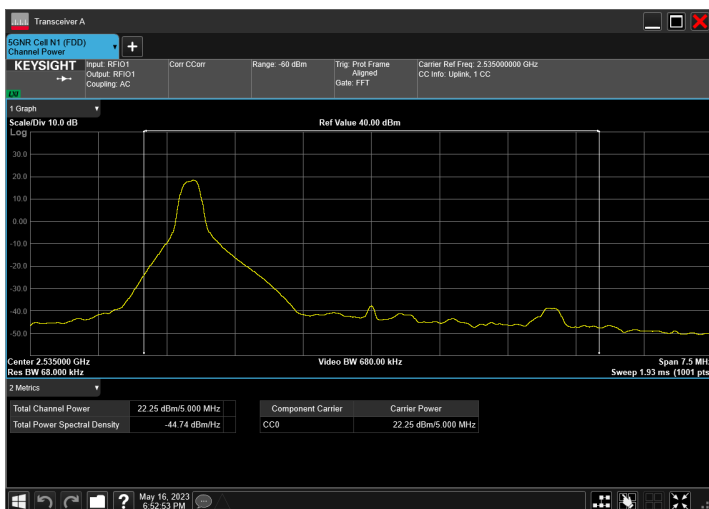 Transceiver A
5GNR Cell N1 (FDD)
Channel Power
KEYSIGHT
Input: RFIO1
Output: RFIO1
Coupling: AC
Corr CCorr
Range: -60 dBm
Trig: Prot Frame
Aligned
Gate: FFT
Carrier Ref Freq: 2.535000000 GHz
CC Info: Uplink, 1 CC
LXI
1 Graph
Scale/Div 10.0 dB
Ref Value 40.00 dBm
Log
30.0
20.0
10.0
0.00
-10.0
-20.0
-30.0
-40.0
-50.0
Center 2.535000 GHz
Video BW 680.00 kHz
Span 7.5 MHz
Res BW 68.000 kHz
Sweep 1.93 ms (1001 pts
2 Metrics
Total Channel Power 22.25 dBm/5.000 MHz
Total Power Spectral Density -44.74 dBm/Hz
Component Carrier Carrier Power
CC0 22.25 dBm/5.000 MHz
May 16, 2023
6:52:53 PM